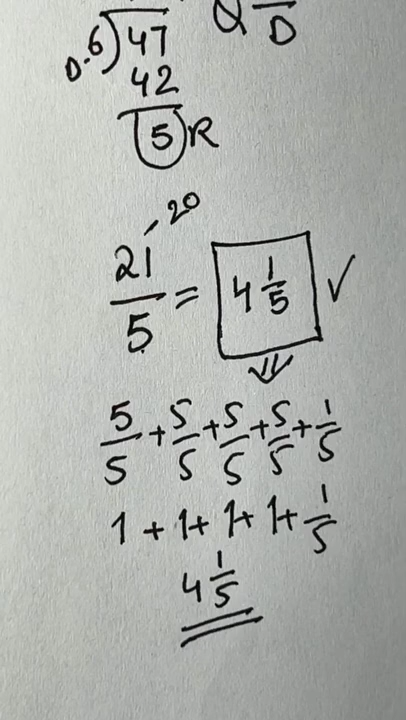 Q
D
D. 6)47
42
5 R
20
21/5 = 4 1/5 ✓
⇓
5/5 + 5/5 + 5/5 + 5/5 + 1/5
1 + 1 + 1 + 1 + 1/5
4 1/5